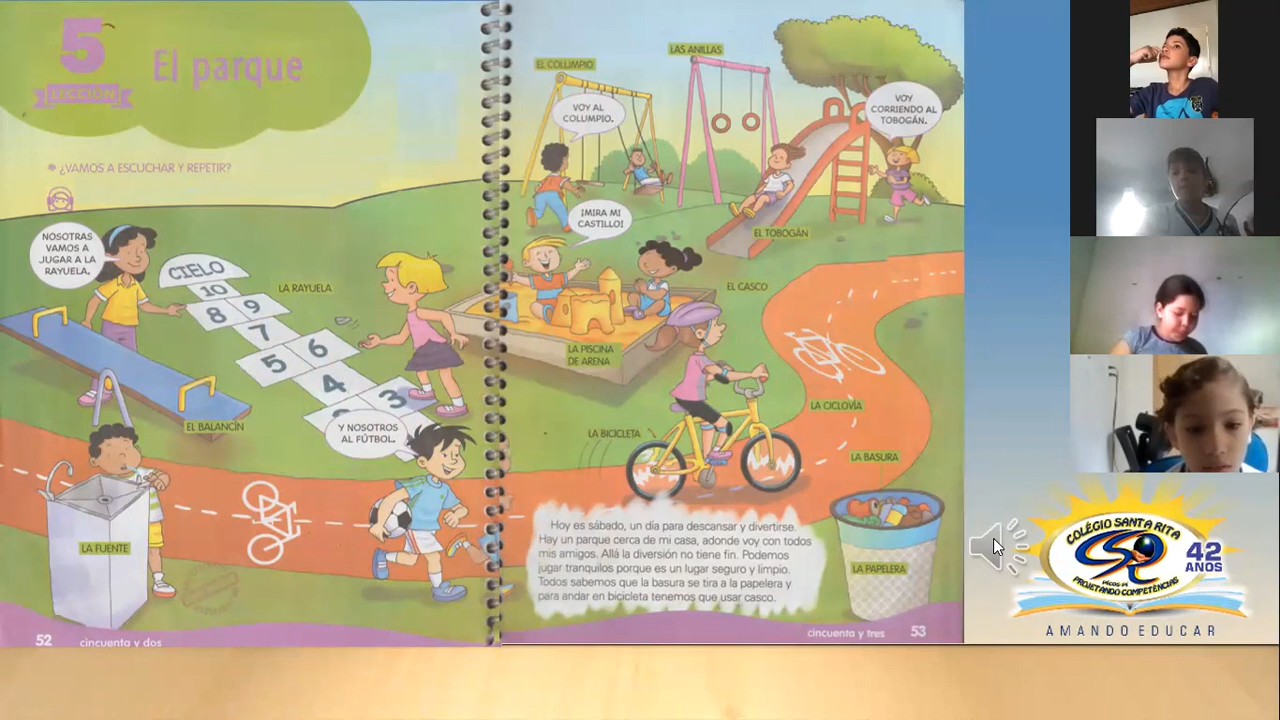 5
LECCIÓN
El parque
¿VAMOS A ESCUCHAR Y REPETIR?
NOSOTRAS
VAMOS A
JUGAR A LA
RAYUELA.
CIELO
10
9
8
7
6
5
4
3
LA RAYUELA
EL BALANCÍN
Y NOSOTROS
AL FÚTBOL.
LA FUENTE
52 cincuenta y dos
EL COLUMPIO
LAS ANILLAS
VOY AL
COLUMPIO.
VOY
CORRIENDO AL
TOBOGÁN.
¡MIRA MI
CASTILLO!
EL TOBOGÁN
EL CASCO
LA PISCINA
DE ARENA
LA CICLOVÍA
LA BICICLETA
LA BASURA
LA PAPELERA
Hoy es sábado, un día para descansar y divertirse.
Hay un parque cerca de mi casa, adonde voy con todos
mis amigos. Allá la diversión no tiene fin. Podemos
jugar tranquilos porque es un lugar seguro y limpio.
Todos sabemos que la basura se tira a la papelera y
para andar en bicicleta tenemos que usar casco.
cincuenta y tres 53
COLÉGIO SANTA RITA
42
ANOS
PROJETANDO COMPETÊNCIAS
AMANDO EDUCAR